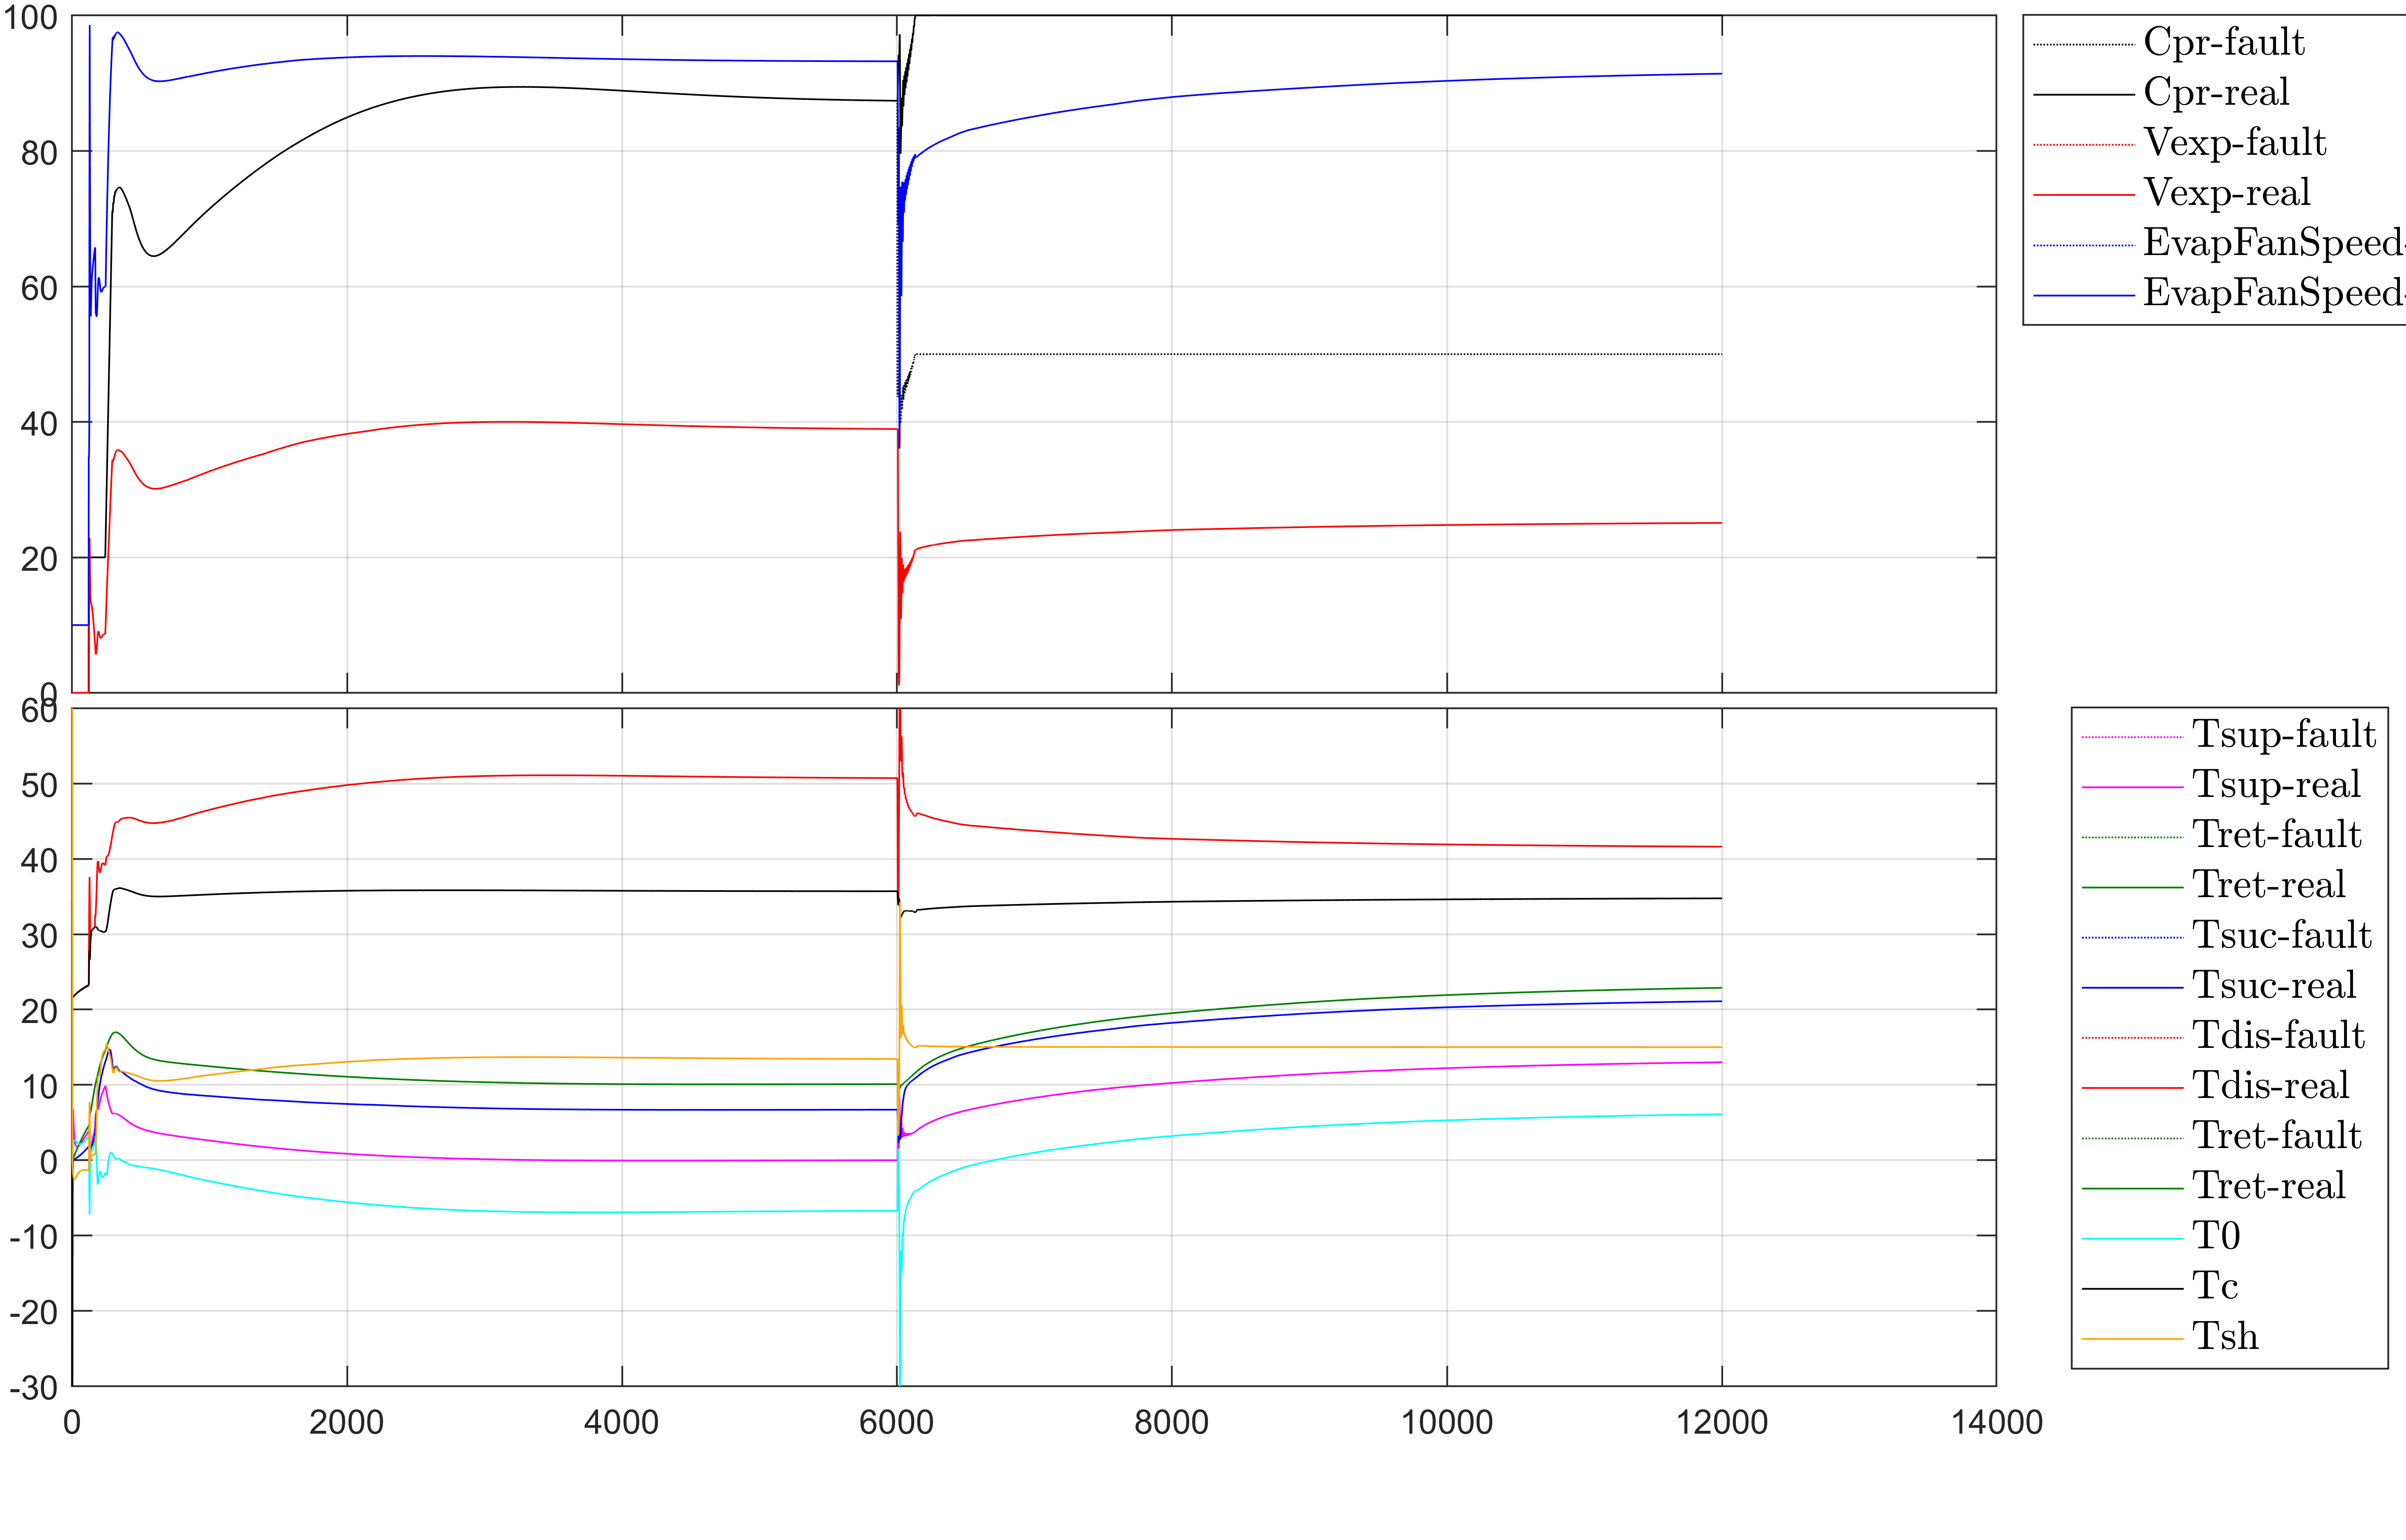 100
80
60
40
20
0
Cpr-fault
Cpr-real
Vexp-fault
Vexp-real
EvapFanSpeed-
EvapFanSpeed-
60
50
40
30
20
10
0
-10
-20
-30
0 2000 4000 6000 8000 10000 12000 14000
Tsup-fault
Tsup-real
Tret-fault
Tret-real
Tsuc-fault
Tsuc-real
Tdis-fault
Tdis-real
Tret-fault
Tret-real
T0
Tc
Tsh